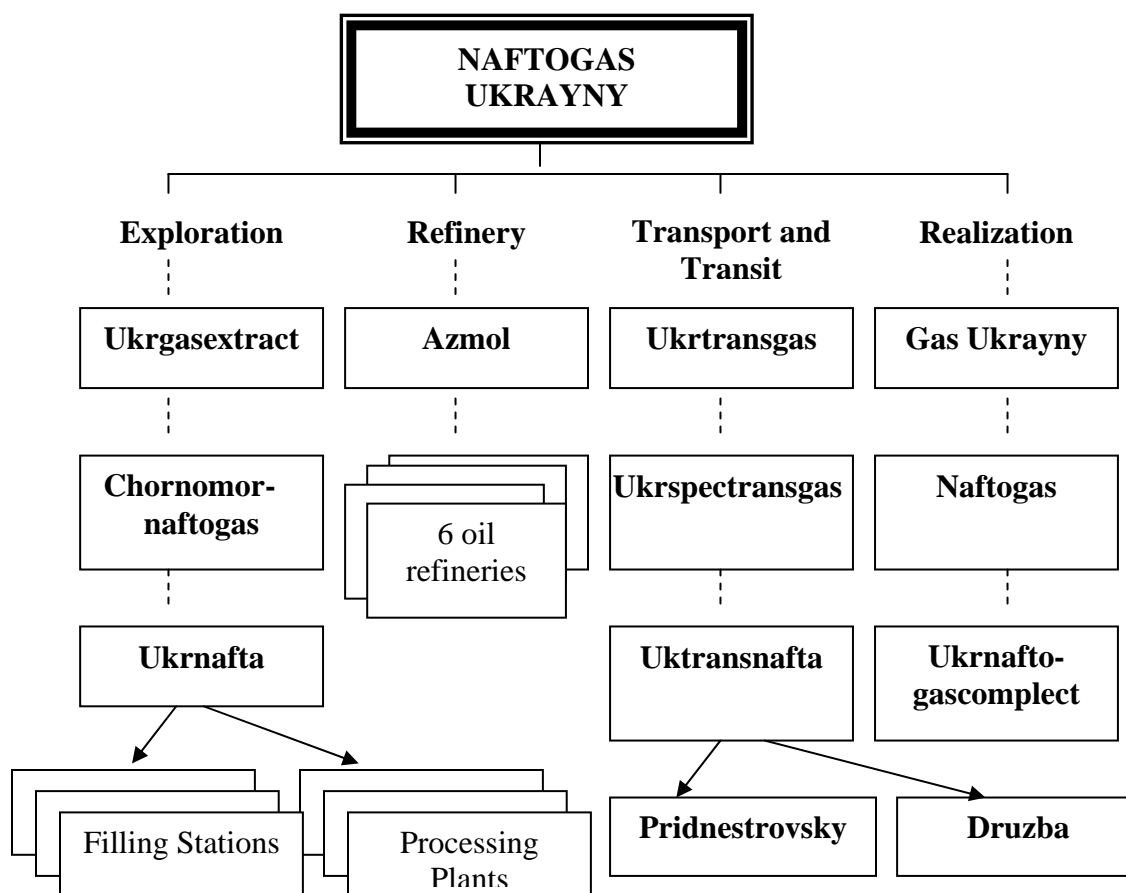 NAFTOGAS
UKRAYNY
Exploration
Refinery
Transport and
Transit
Realization
Ukrgasextract
Azmol
Ukrtransgas
Gas Ukrayny
Chornomor-
naftogas
6 oil
refineries
Ukrspectransgas
Naftogas
Ukrnafta
Uktransnafta
Ukrnafto-
gascomplect
Filling Stations
Processing
Plants
Pridnestrovsky
Druzba